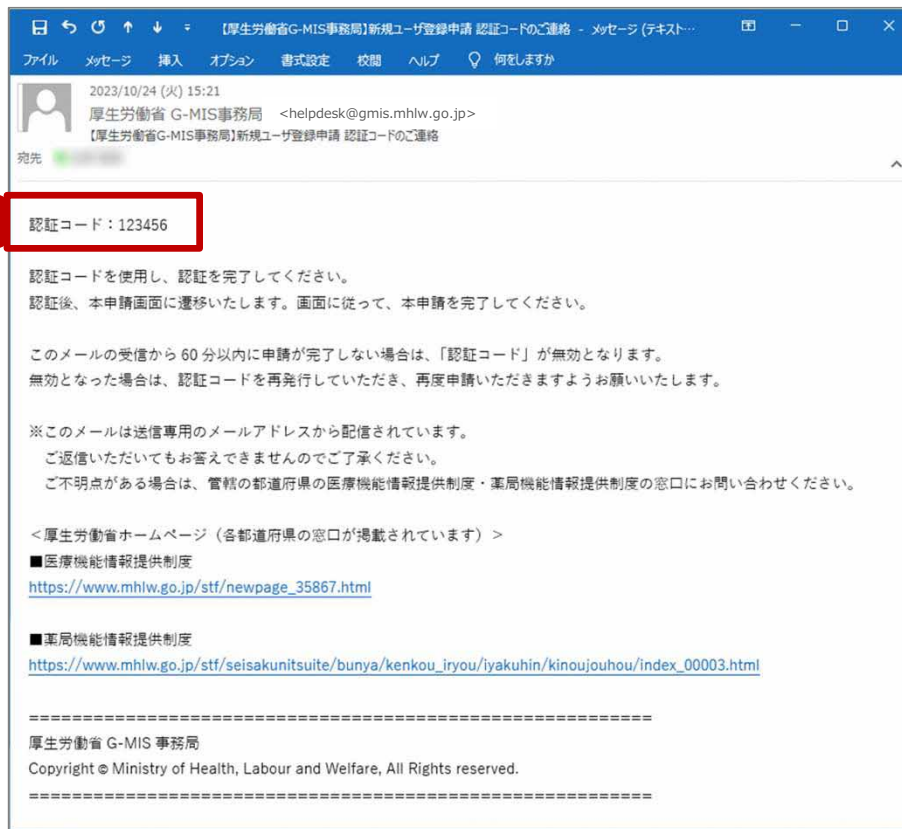 【厚生労働省G-MIS事務局】新規ユーザ登録申請 認証コードのご連絡 - メッセージ (テキスト…
ファイル メッセージ 挿入 オプション 書式設定 校閲 ヘルプ 何をしますか
2023/10/24 (火) 15:21
厚生労働省 G-MIS事務局 <helpdesk@gmis.mhlw.go.jp>
【厚生労働省G-MIS事務局】新規ユーザ登録申請 認証コードのご連絡
宛先
認証コード：123456
認証コードを使用し、認証を完了してください。
認証後、本申請画面に遷移いたします。画面に従って、本申請を完了してください。
このメールの受信から 60 分以内に申請が完了しない場合は、「認証コード」が無効となります。
無効となった場合は、認証コードを再発行していただき、再度申請いただきますようお願いいたします。
※このメールは送信専用のメールアドレスから配信されています。
ご返信いただいてもお答えできませんのでご了承ください。
ご不明点がある場合は、管轄の都道府県の医療機能情報提供制度・薬局機能情報提供制度の窓口にお問い合わせください。
＜厚生労働省ホームページ（各都道府県の窓口が掲載されています）＞
■医療機能情報提供制度
https://www.mhlw.go.jp/stf/newpage_35867.html
■薬局機能情報提供制度
https://www.mhlw.go.jp/stf/seisakunitsuite/bunya/kenkou_iryou/iyakuhin/kinoujouhou/index_00003.html
==========================================================
厚生労働省 G-MIS 事務局
Copyright © Ministry of Health, Labour and Welfare, All Rights reserved.
==========================================================